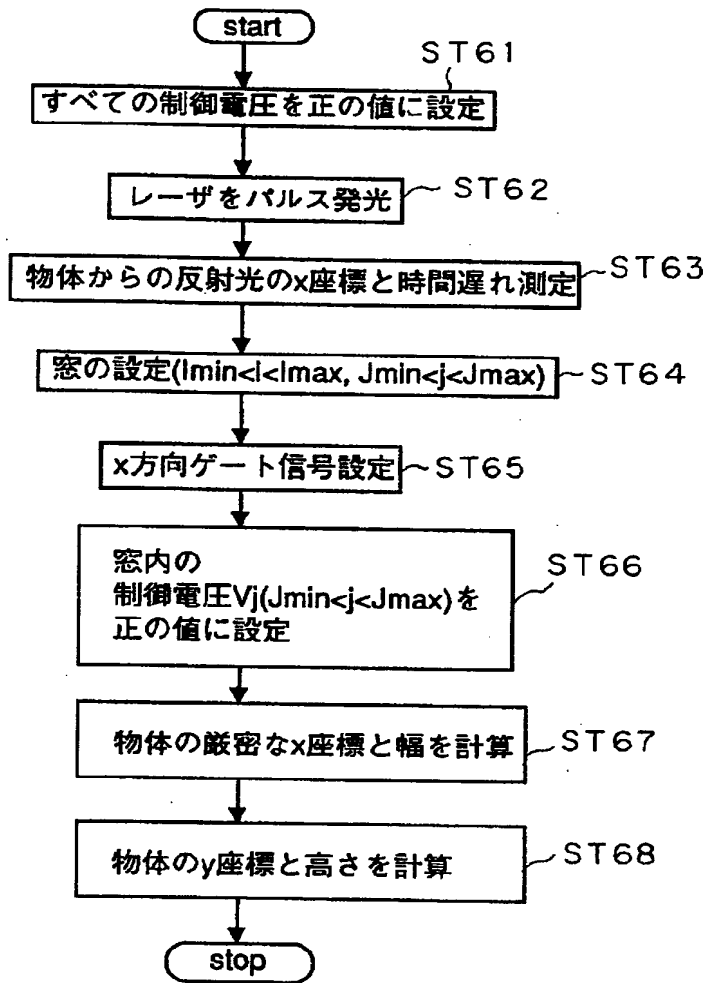 start
ST61
すべての制御電圧を正の値に設定
レーザをパルス発光
ST62
物体からの反射光のx座標と時間遅れ測定
ST63
窓の設定(Imin<I<Imax, Jmin<j<Jmax)
ST64
x方向ゲート信号設定
ST65
窓内の
制御電圧Vj(Jmin<j<Jmax)を
正の値に設定
ST66
物体の厳密なx座標と幅を計算
ST67
物体のy座標と高さを計算
ST68
stop